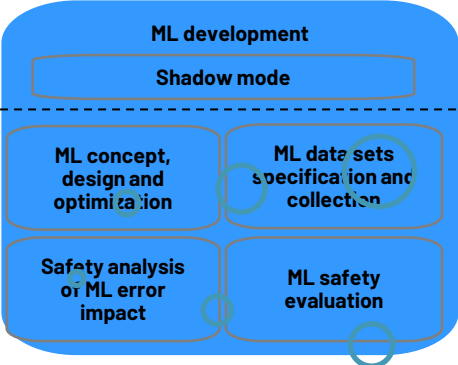 ML development
Shadow mode
ML concept,
design and
optimization
ML data sets
specification and
collection
Safety analysis
of ML error
impact
ML safety
evaluation